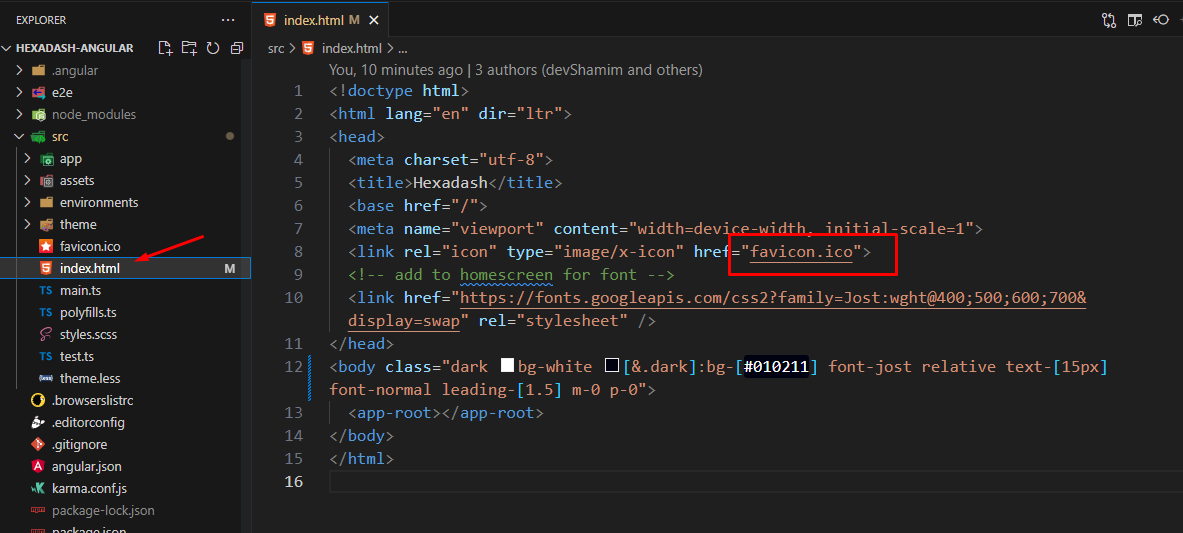 EXPLORER ...
HEXADASH-ANGULAR
.angular
e2e
node_modules
src
app
assets
environments
theme
favicon.ico
index.html M
main.ts
polyfills.ts
styles.scss
test.ts
theme.less
.browserslistrc
.editorconfig
.gitignore
angular.json
karma.conf.js
package-lock.json
package.json
index.html M
src > index.html > ...
You, 10 minutes ago | 3 authors (devShamim and others)
1 <!doctype html>
2 <html lang="en" dir="ltr">
3 <head>
4 <meta charset="utf-8">
5 <title>Hexadash</title>
6 <base href="/">
7 <meta name="viewport" content="width=device-width, initial-scale=1">
8 <link rel="icon" type="image/x-icon" href="favicon.ico">
9 <!-- add to homescreen for font -->
10 <link href="https://fonts.googleapis.com/css2?family=Jost:wght@400;500;600;700&
display=swap" rel="stylesheet" />
11 </head>
12 <body class="dark bg-white [&.dark]:bg-[#010211] font-jost relative text-[15px]
font-normal leading-[1.5] m-0 p-0">
13 <app-root></app-root>
14 </body>
15 </html>
16